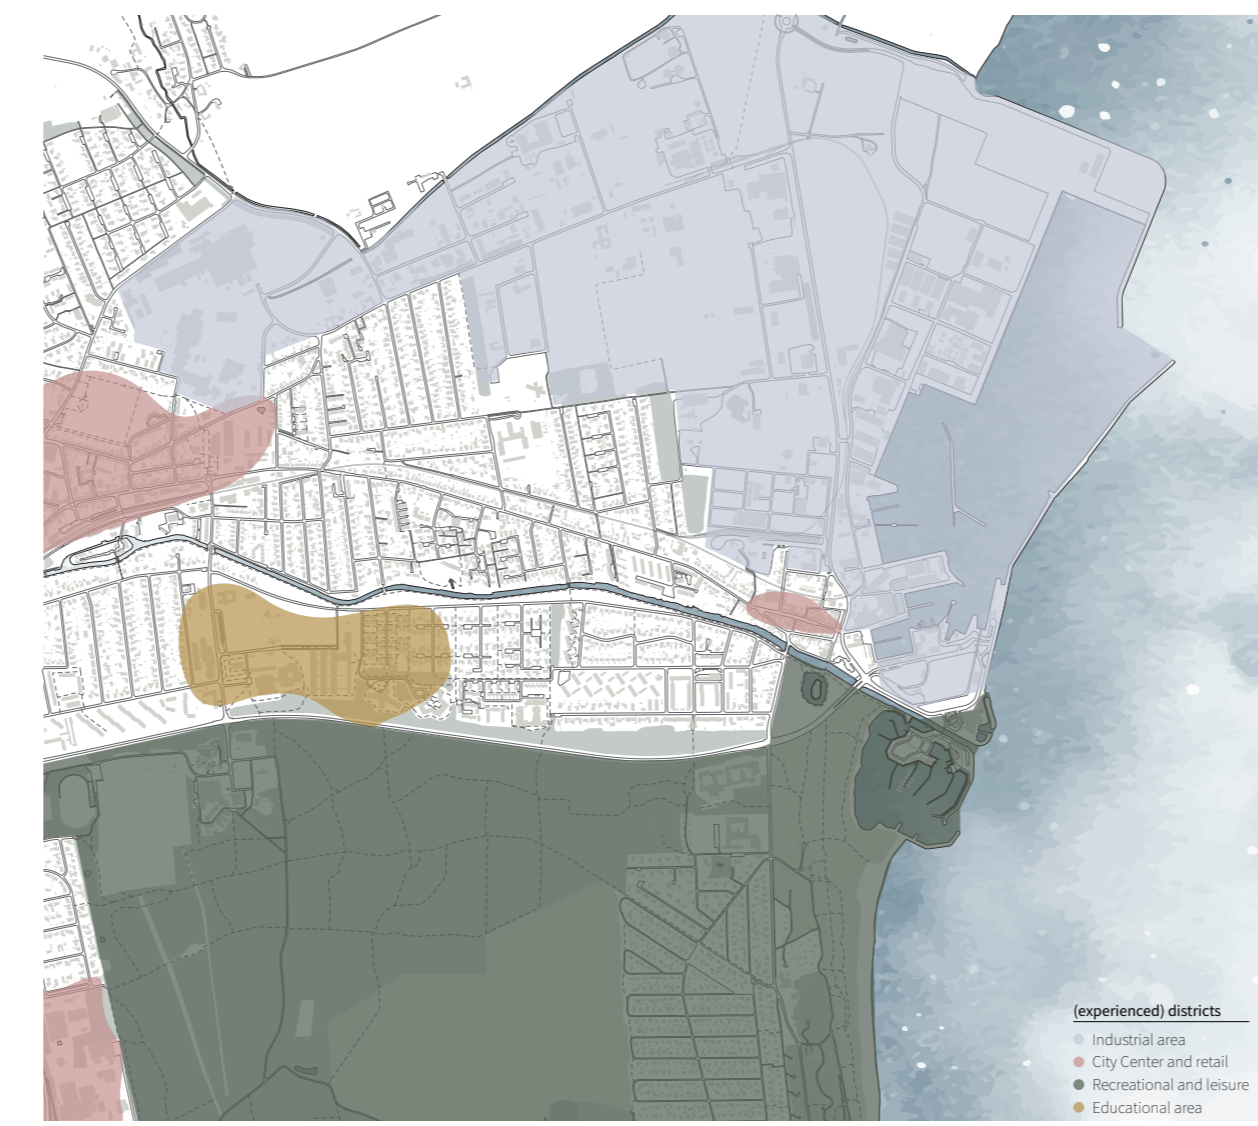 (experienced) districts
Industrial area
City Center and retail
Recreational and leisure
Educational area